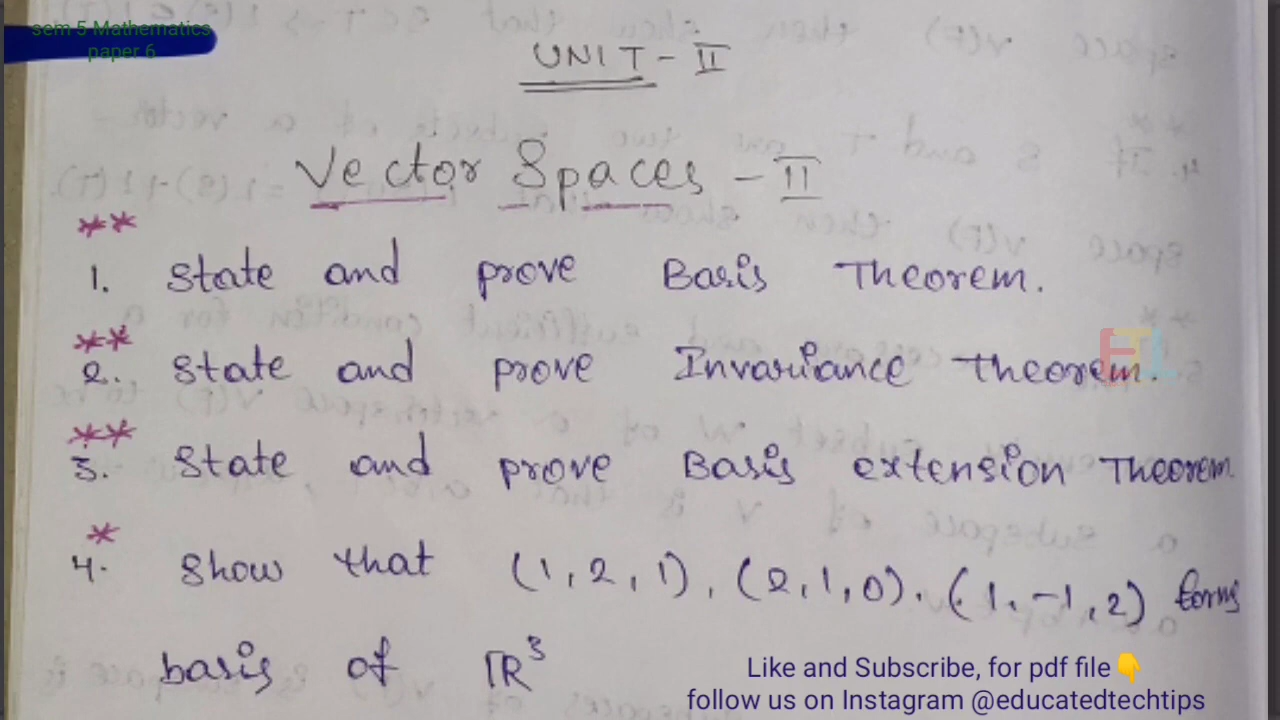 sem 5 Mathematics
paper 6
UNIT - II
Vector Spaces - II
**
1. State and prove Basis Theorem.
**
2. State and prove Invariance Theorem.
**
3. State and prove Basis extension Theorem
*
4. Show that (1, 2, 1), (2, 1, 0), (1, -1, 2) forms
basis of ℝ³
Like and Subscribe, for pdf file👇
follow us on Instagram @educatedtechtips